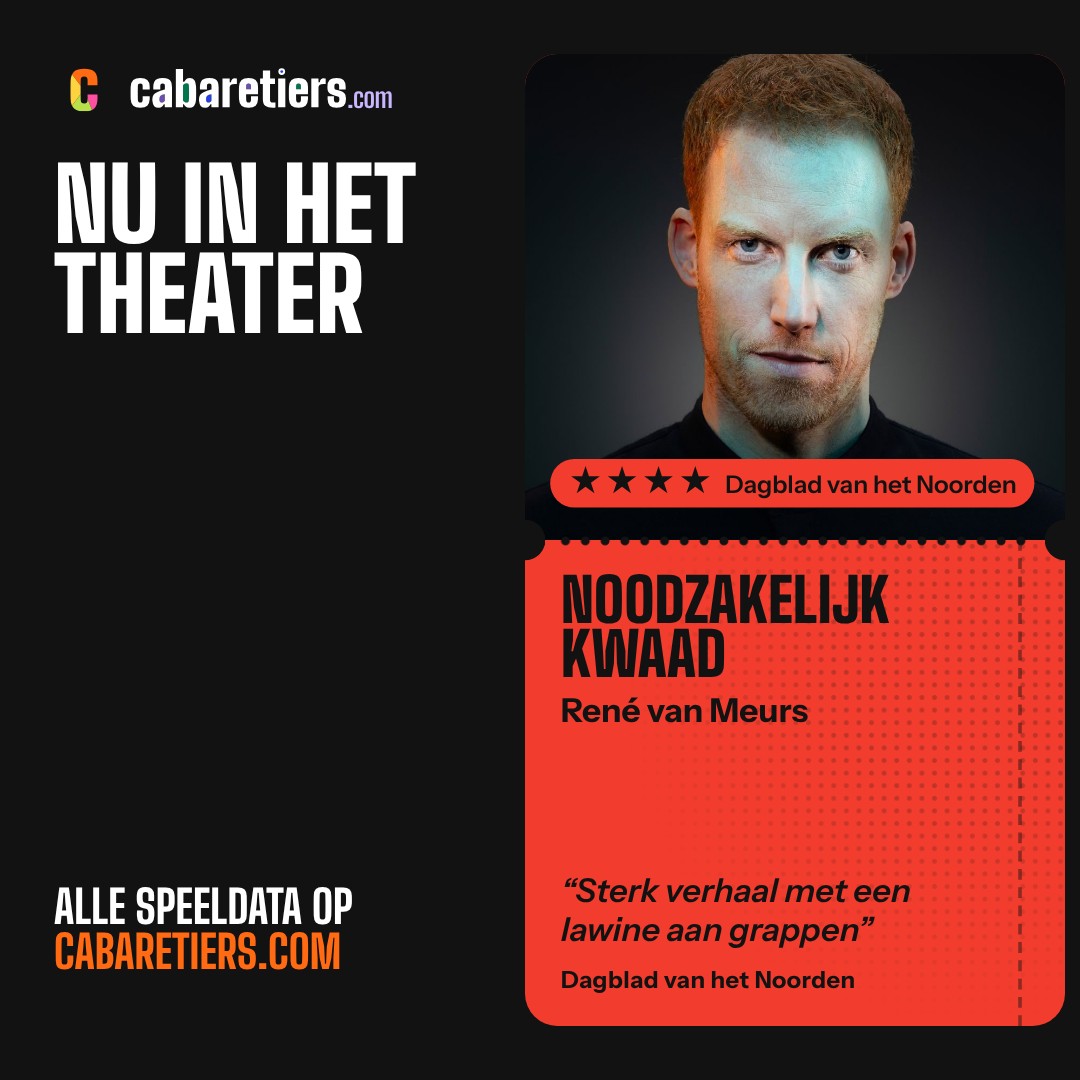 cabaretiers.com
NU IN HET
THEATER
★★★★ Dagblad van het Noorden
NOODZAKELIJK
KWAAD
René van Meurs
“Sterk verhaal met een
lawine aan grappen”
Dagblad van het Noorden
ALLE SPEELDATA OP
CABARETIERS.COM